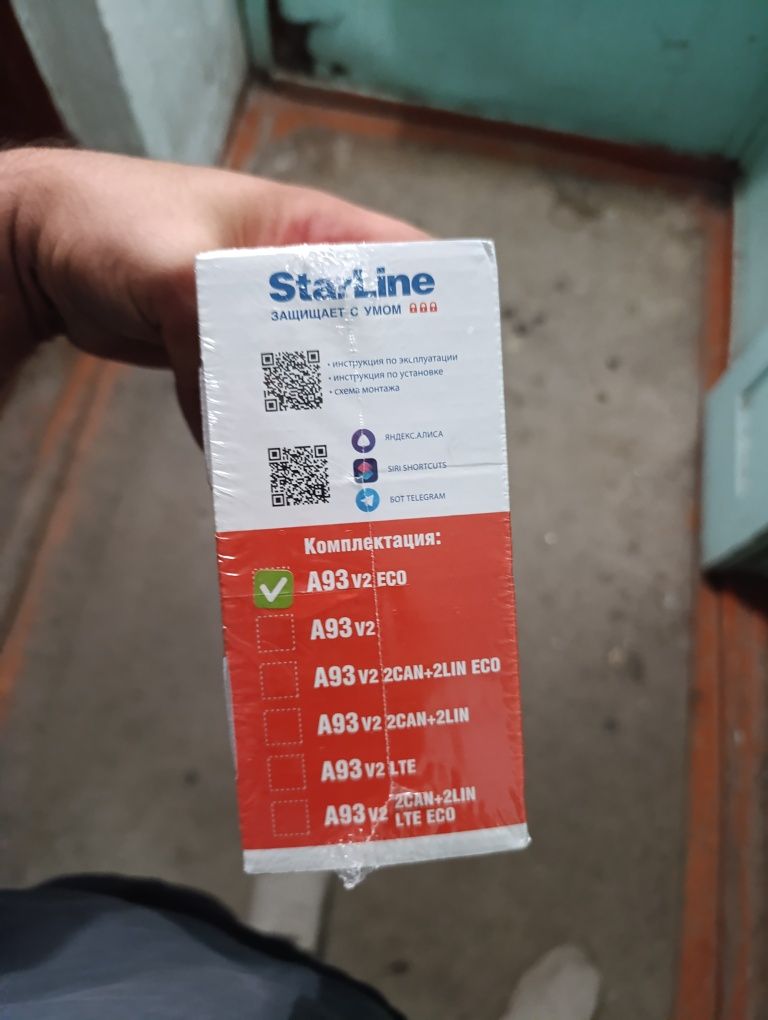 StarLine
ЗАЩИЩАЕТ С УМОМ
• инструкция по эксплуатации
• инструкция по установке
• схема монтажа
ЯНДЕКС.АЛИСА
SIRI SHORTCUTS
БОТ TELEGRAM
Комплектация:
A93 V2 ECO
A93 V2
A93 V2 2CAN+2LIN ECO
A93 V2 2CAN+2LIN
A93 V2 LTE
A93 V2 2CAN+2LIN
LTE ECO